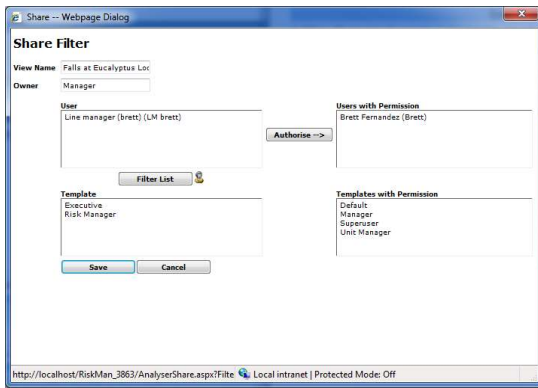 Share -- Webpage Dialog
Share Filter
View Name Falls at Eucalyptus Loc
Owner Manager
User
Line manager (brett) (LM brett)
Authorise -->
Users with Permission
Brett Fernandez (Brett)
Filter List
Template
Executive
Risk Manager
Templates with Permission
Default
Manager
Superuser
Unit Manager
Save Cancel
http://localhost/RiskMan_3863/AnalyserShare.aspx?Filte Local intranet | Protected Mode: Off